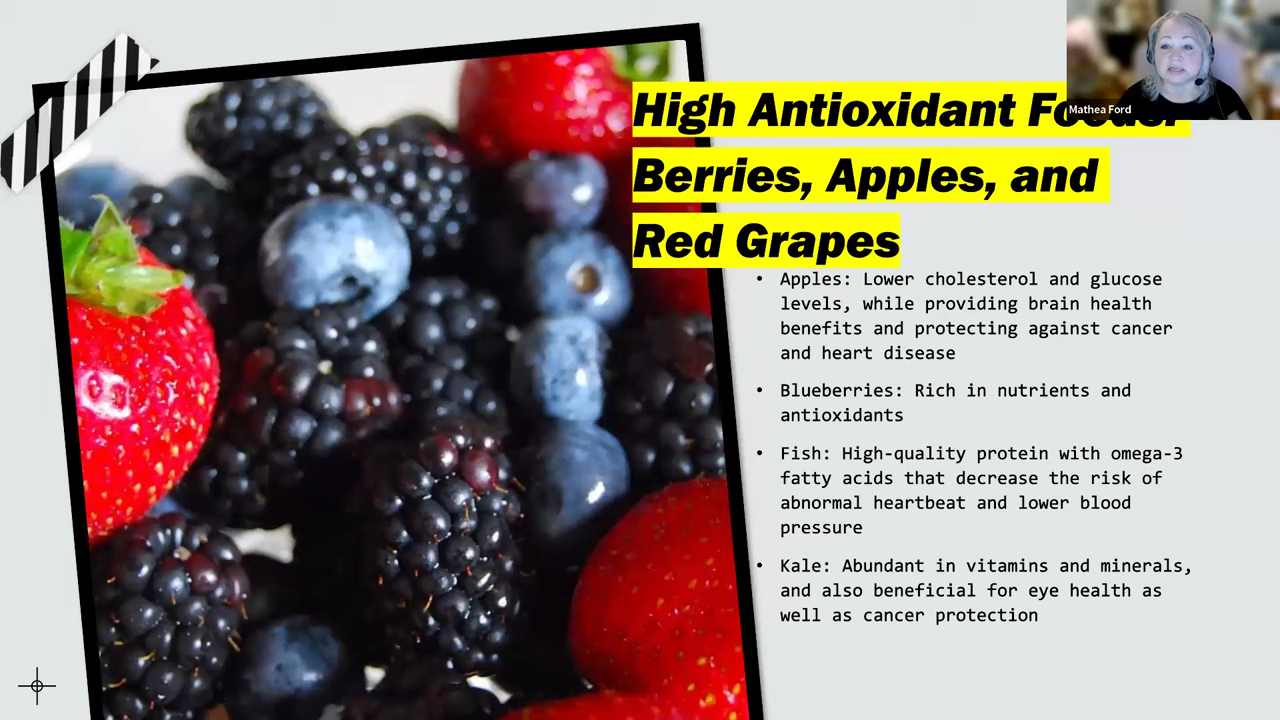 High Antioxidant
Berries, Apples, and
Red Grapes
Mathea Ford
• Apples: Lower cholesterol and glucose
levels, while providing brain health
benefits and protecting against cancer
and heart disease
• Blueberries: Rich in nutrients and
antioxidants
• Fish: High-quality protein with omega-3
fatty acids that decrease the risk of
abnormal heartbeat and lower blood
pressure
• Kale: Abundant in vitamins and minerals,
and also beneficial for eye health as
well as cancer protection